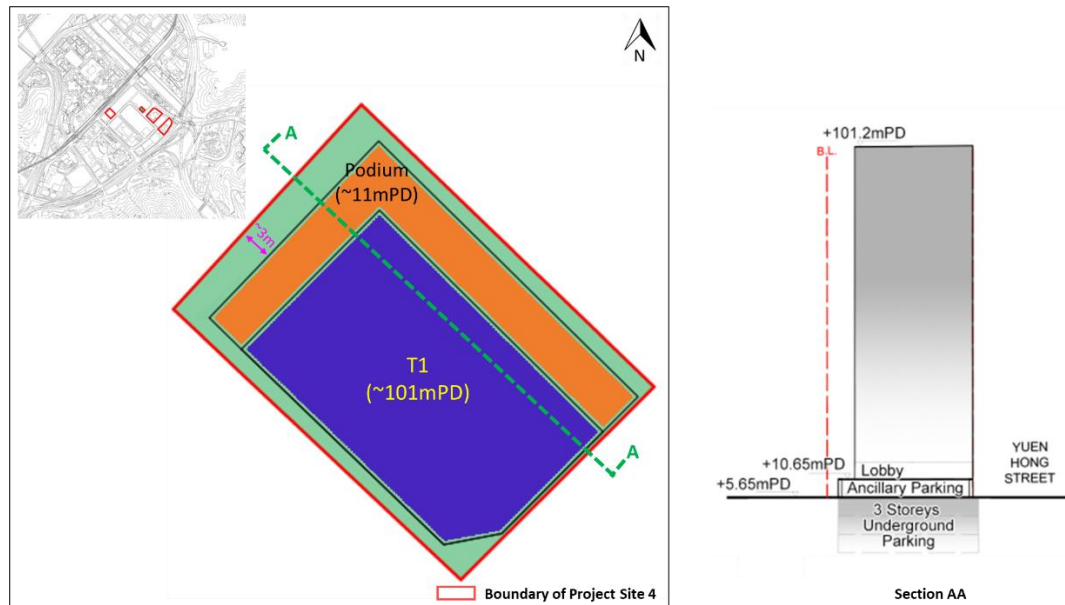 N
A
Podium
(~11mPD)
~3m
T1
(~101mPD)
A
Boundary of Project Site 4
+101.2mPD
B.L.
+10.65mPD
Lobby
+5.65mPD
Ancillary Parking
YUEN
HONG
STREET
3 Storeys
Underground
Parking
Section AA